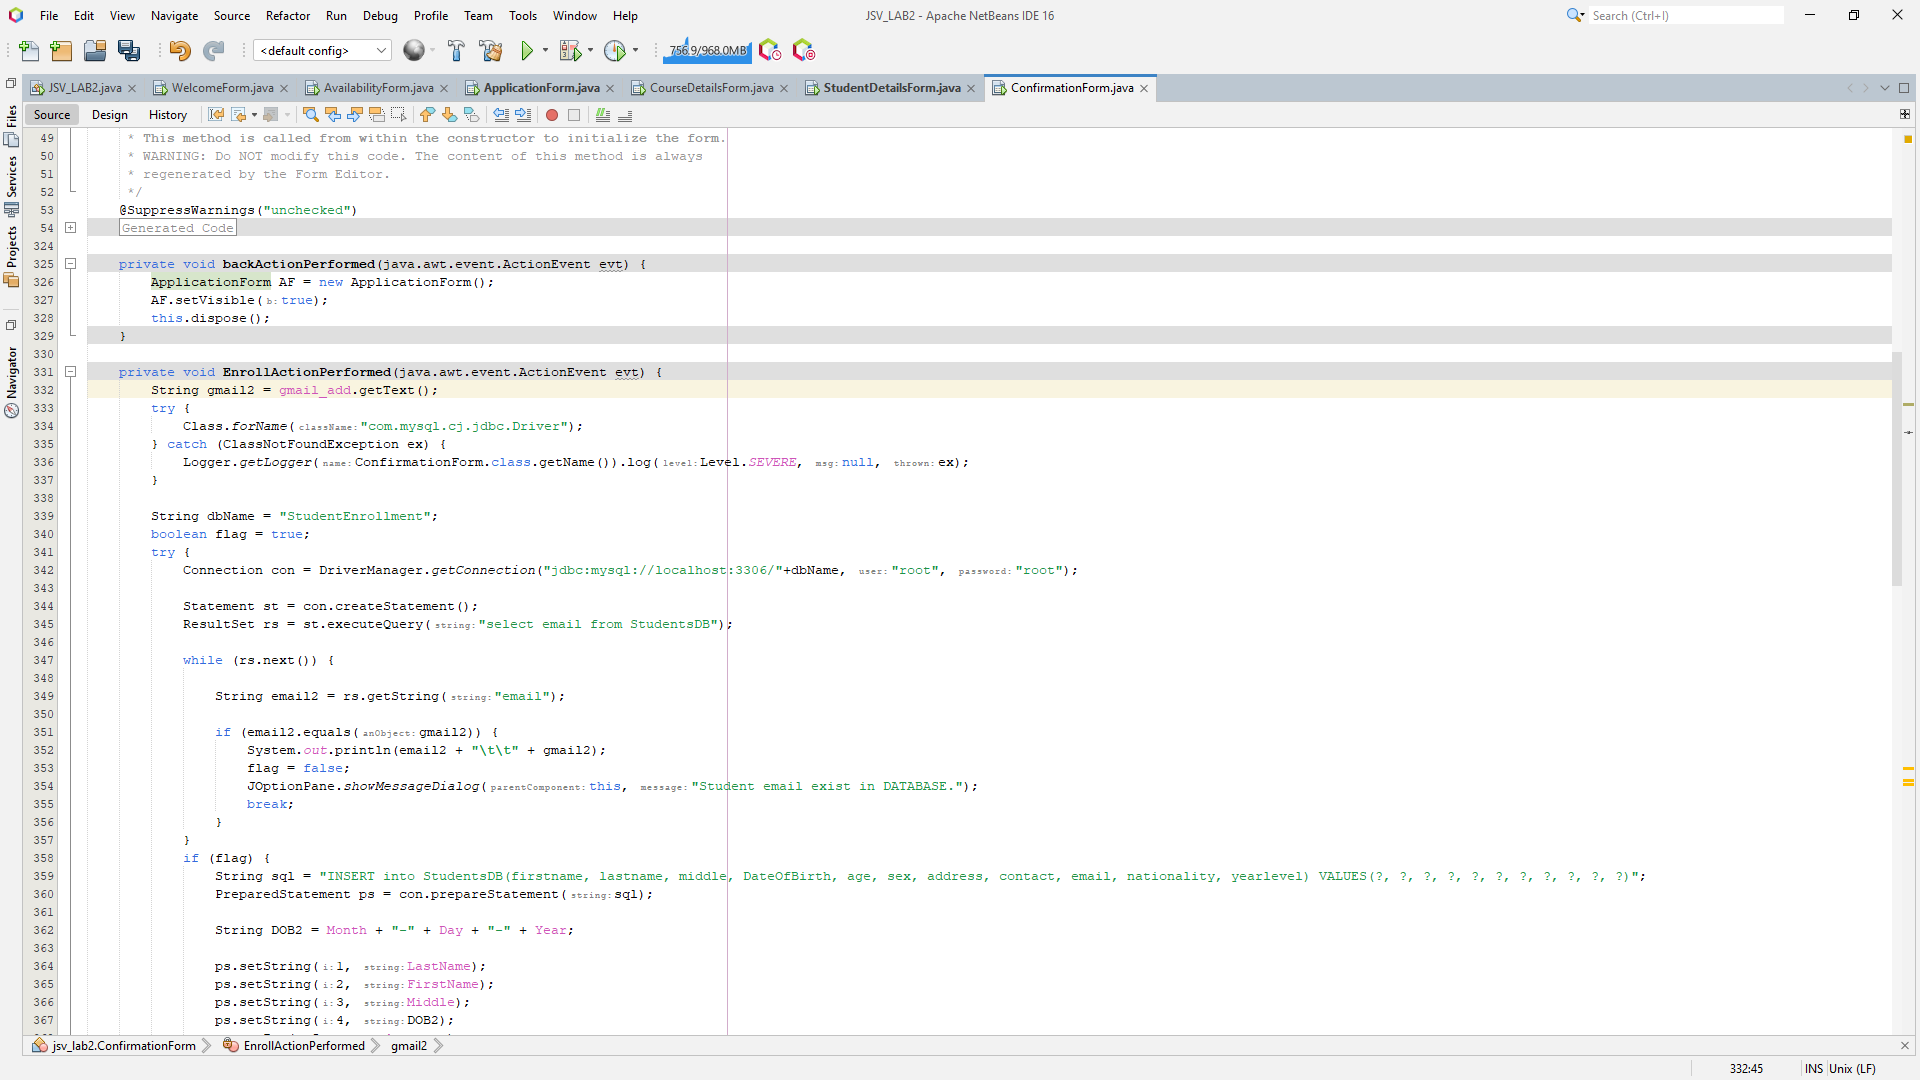 File Edit View Navigate Source Refactor Run Debug Profile Team Tools Window Help JSV_LAB2 - Apache NetBeans IDE 16 Search (Ctrl+I)
<default config> 756.9/968.0MB
JSV_LAB2.java WelcomeForm.java AvailabilityForm.java ApplicationForm.java CourseDetailsForm.java StudentDetailsForm.java ConfirmationForm.java
Source Design History
Files
Services
Projects
Navigator
49 * This method is called from within the constructor to initialize the form.
50 * WARNING: Do NOT modify this code. The content of this method is always
51 * regenerated by the Form Editor.
52 */
53 @SuppressWarnings("unchecked")
54 Generated Code
324
325 private void backActionPerformed(java.awt.event.ActionEvent evt) {
326 ApplicationForm AF = new ApplicationForm();
327 AF.setVisible(b: true);
328 this.dispose();
329 }
330
331 private void EnrollActionPerformed(java.awt.event.ActionEvent evt) {
332 String gmail2 = gmail_add.getText();
333 try {
334 Class.forName(className: "com.mysql.cj.jdbc.Driver");
335 } catch (ClassNotFoundException ex) {
336 Logger.getLogger(name: ConfirmationForm.class.getName()).log(level: Level.SEVERE, msg: null, thrown: ex);
337 }
338
339 String dbName = "StudentEnrollment";
340 boolean flag = true;
341 try {
342 Connection con = DriverManager.getConnection("jdbc:mysql://localhost:3306/"+dbName, user: "root", password: "root");
343
344 Statement st = con.createStatement();
345 ResultSet rs = st.executeQuery(string: "select email from StudentsDB");
346
347 while (rs.next()) {
348
349 String email2 = rs.getString(string: "email");
350
351 if (email2.equals(anObject: gmail2)) {
352 System.out.println(email2 + "\t\t" + gmail2);
353 flag = false;
354 JOptionPane.showMessageDialog(parentComponent: this, message: "Student email exist in DATABASE.");
355 break;
356 }
357 }
358 if (flag) {
359 String sql = "INSERT into StudentsDB(firstname, lastname, middle, DateOfBirth, age, sex, address, contact, email, nationality, yearlevel) VALUES(?, ?, ?, ?, ?, ?, ?, ?, ?, ?, ?)";
360 PreparedStatement ps = con.prepareStatement(string: sql);
361
362 String DOB2 = Month + "-" + Day + "-" + Year;
363
364 ps.setString(i: 1, string: LastName);
365 ps.setString(i: 2, string: FirstName);
366 ps.setString(i: 3, string: Middle);
367 ps.setString(i: 4, string: DOB2);
jsv_lab2.ConfirmationForm EnrollActionPerformed gmail2
332:45 INS Unix (LF)